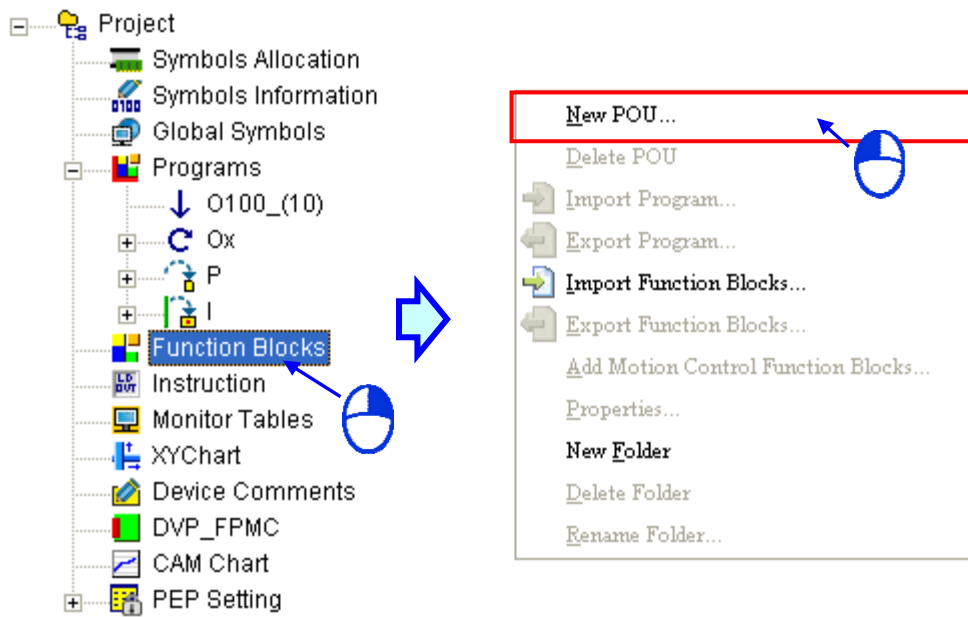 Project
Symbols Allocation
Symbols Information
Global Symbols
Programs
O100_(10)
Ox
P
I
Function Blocks
Instruction
Monitor Tables
XYChart
Device Comments
DVP_FPMC
CAM Chart
PEP Setting
New POU...
Delete POU
Import Program...
Export Program...
Import Function Blocks...
Export Function Blocks...
Add Motion Control Function Blocks...
Properties...
New Folder
Delete Folder
Rename Folder...